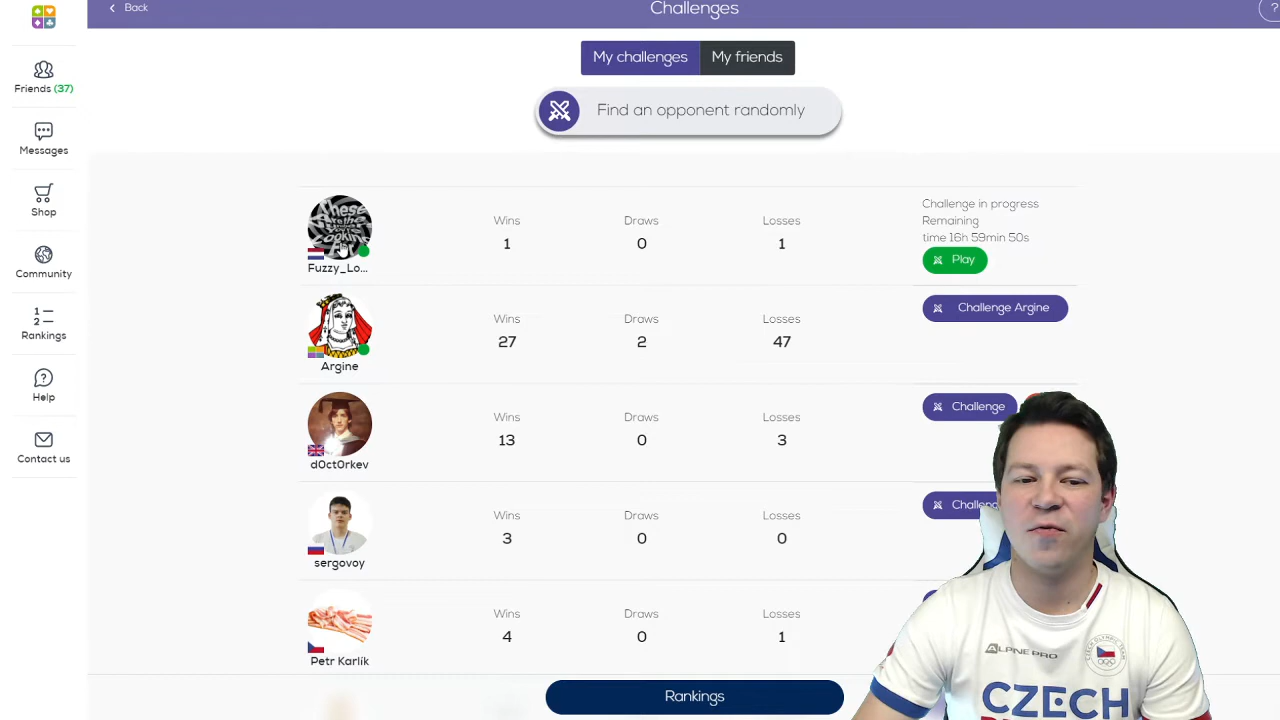 Back
Challenges
?
My challenges My friends
Find an opponent randomly
Friends (37)
Messages
Shop
Community
Rankings
Help
Contact us
Fuzzy_Lo...
Wins
1
Draws
0
Losses
1
Challenge in progress
Remaining
time 16h 59min 50s
Play
Argine
Wins
27
Draws
2
Losses
47
Challenge Argine
d0ct0rkev
Wins
13
Draws
0
Losses
3
Challenge
sergovoy
Wins
3
Draws
0
Losses
0
Petr Karlík
Wins
4
Draws
0
Losses
1
Rankings
ALPINE PRO
CZECH